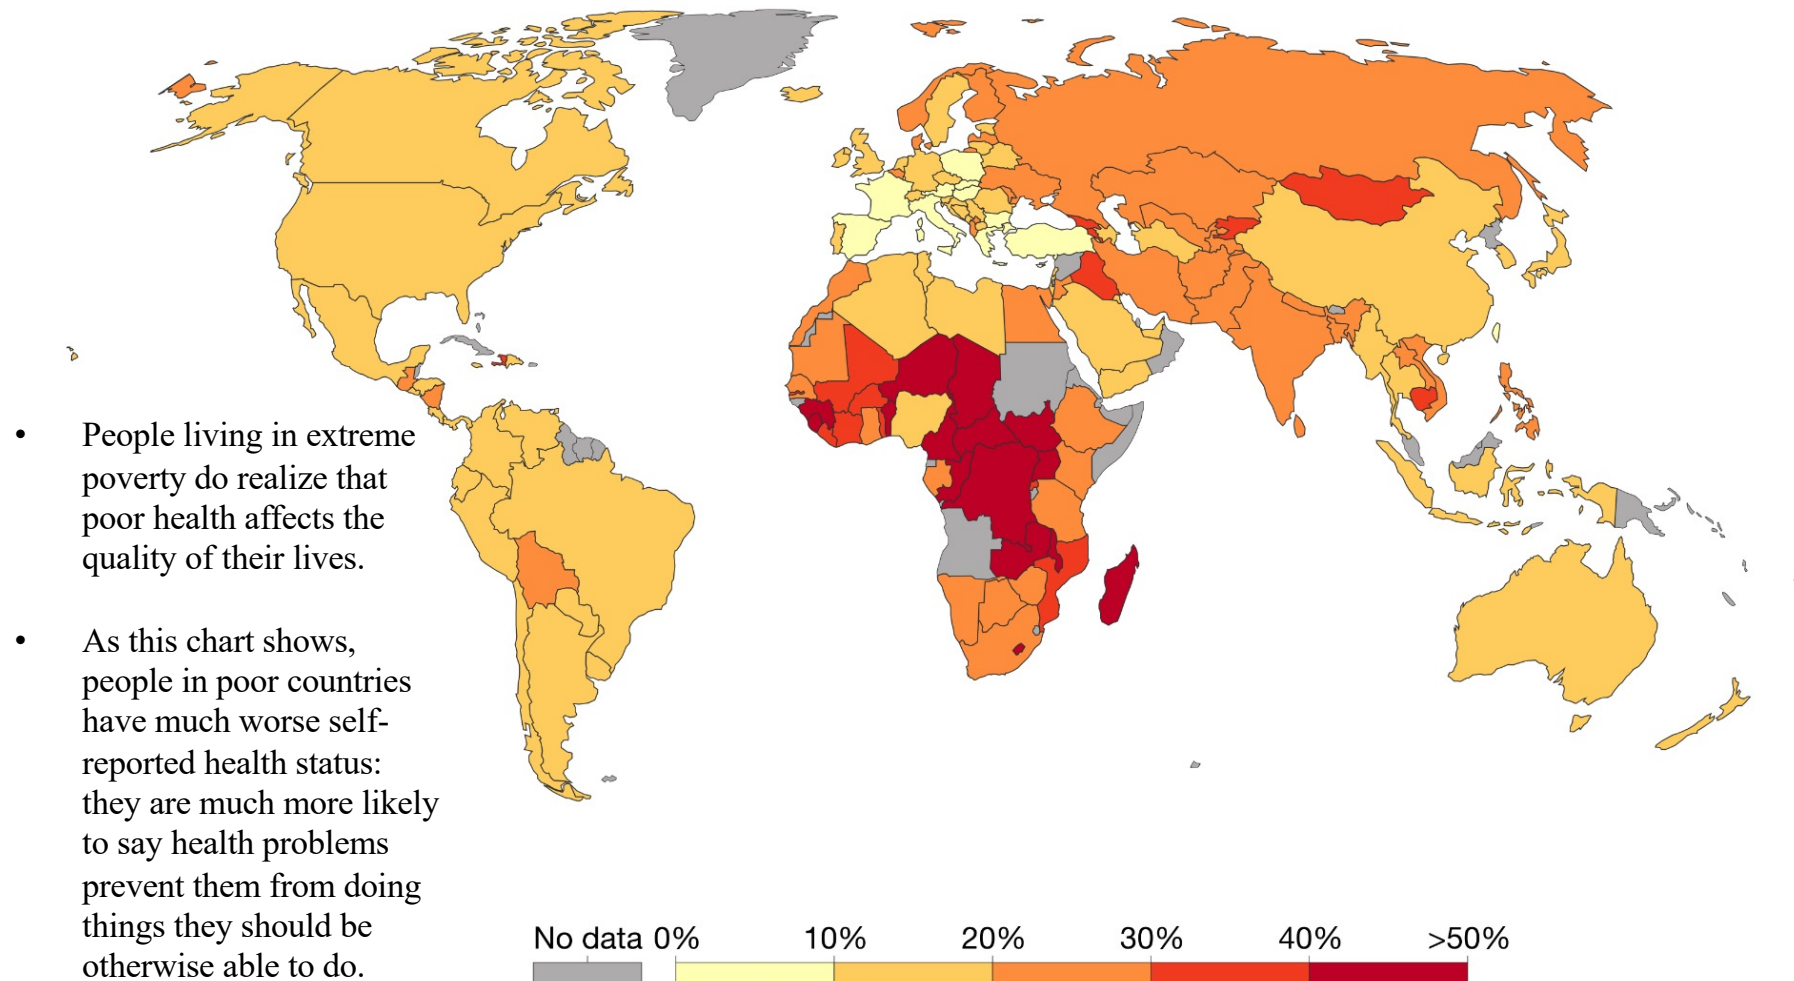 • People living in extreme
poverty do realize that
poor health affects the
quality of their lives.
• As this chart shows,
people in poor countries
have much worse self-
reported health status:
they are much more likely
to say health problems
prevent them from doing
things they should be
otherwise able to do.
No data 0% 10% 20% 30% 40% >50%